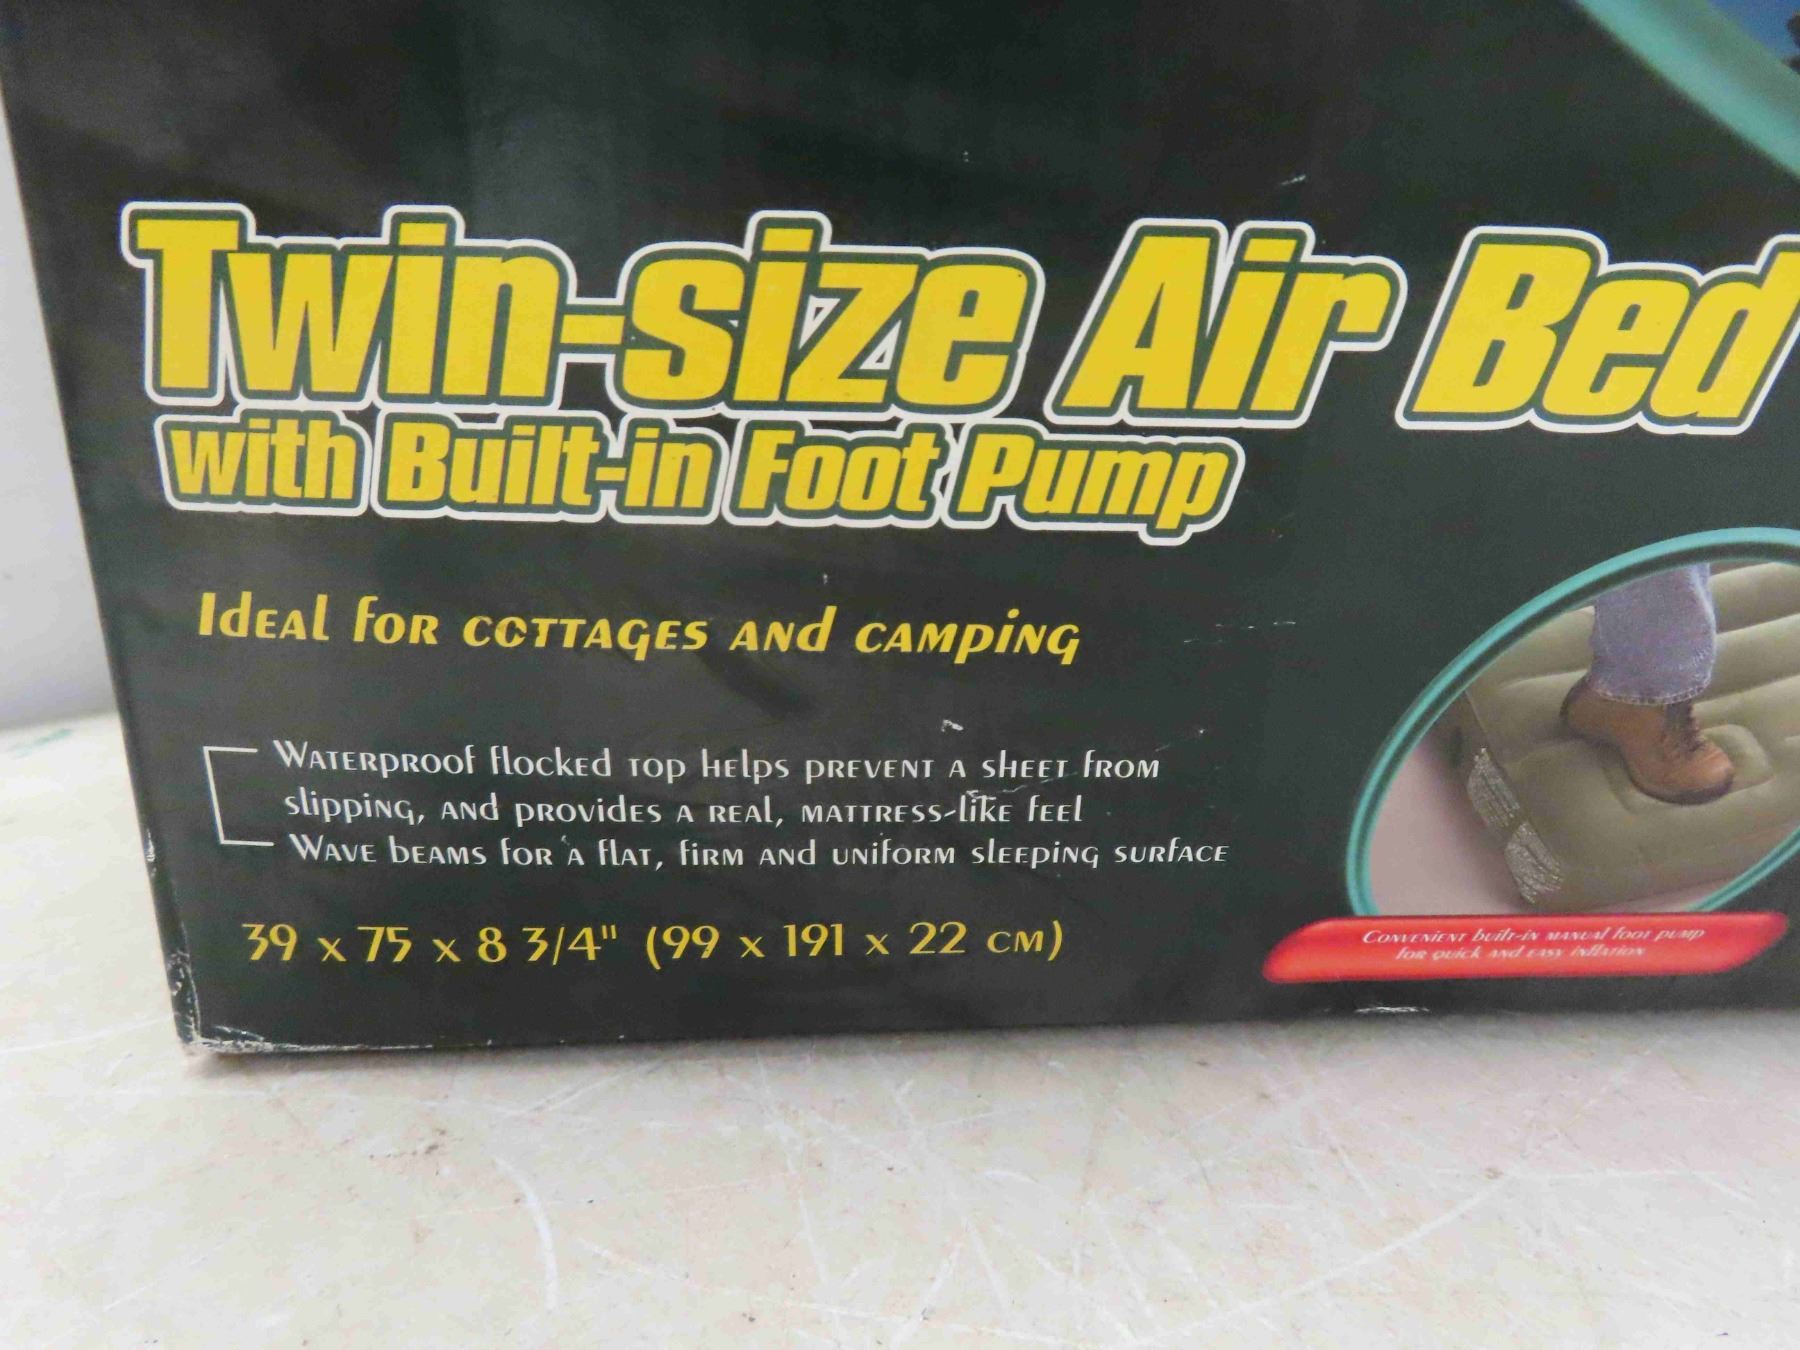 Twin-size Air Bed
with Built-in Foot Pump
Ideal for cottages and camping
Waterproof flocked top helps prevent a sheet from
slipping, and provides a real, mattress-like feel
Wave beams for a flat, firm and uniform sleeping surface
39 x 75 x 8 3/4" (99 x 191 x 22 cm)
Convenient built-in manual foot pump
for quick and easy inflation